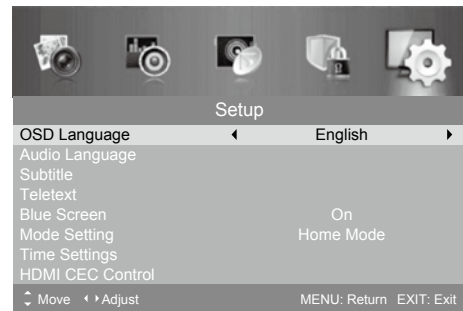 Setup
OSD Language English
Audio Language
Subtitle
Teletext
Blue Screen On
Mode Setting Home Mode
Time Settings
HDMI CEC Control
Move Adjust MENU: Return EXIT: Exit